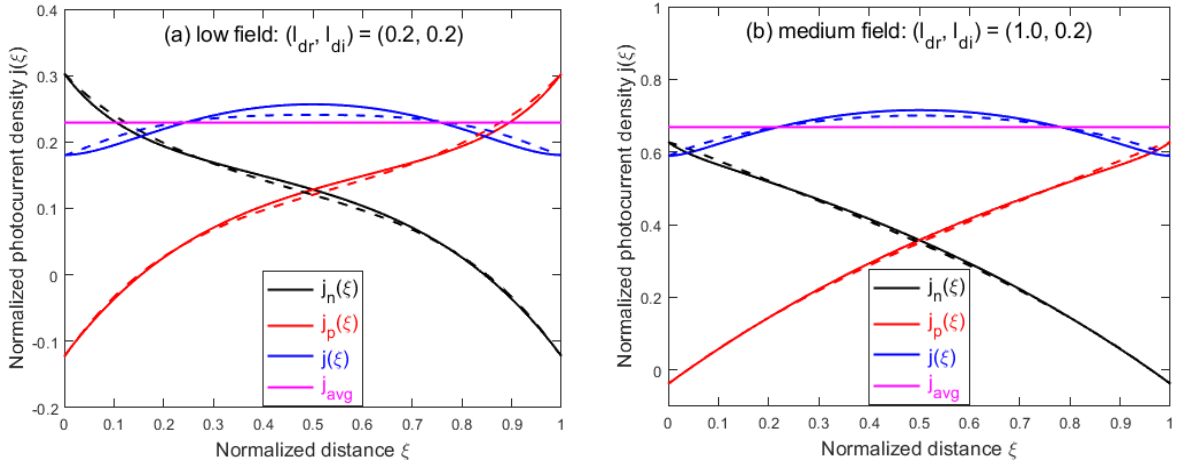 (a) low field: (l_dr, l_di) = (0.2, 0.2)
Normalized photocurrent density j(ξ)
0.4
0.3
0.2
0.1
0
-0.1
-0.2
j_n(ξ)
j_p(ξ)
j(ξ)
j_avg
0 0.1 0.2 0.3 0.4 0.5 0.6 0.7 0.8 0.9 1
Normalized distance ξ
(b) medium field: (l_dr, l_di) = (1.0, 0.2)
Normalized photocurrent density j(ξ)
1
0.8
0.6
0.4
0.2
0
j_n(ξ)
j_p(ξ)
j(ξ)
j_avg
0 0.1 0.2 0.3 0.4 0.5 0.6 0.7 0.8 0.9 1
Normalized distance ξ